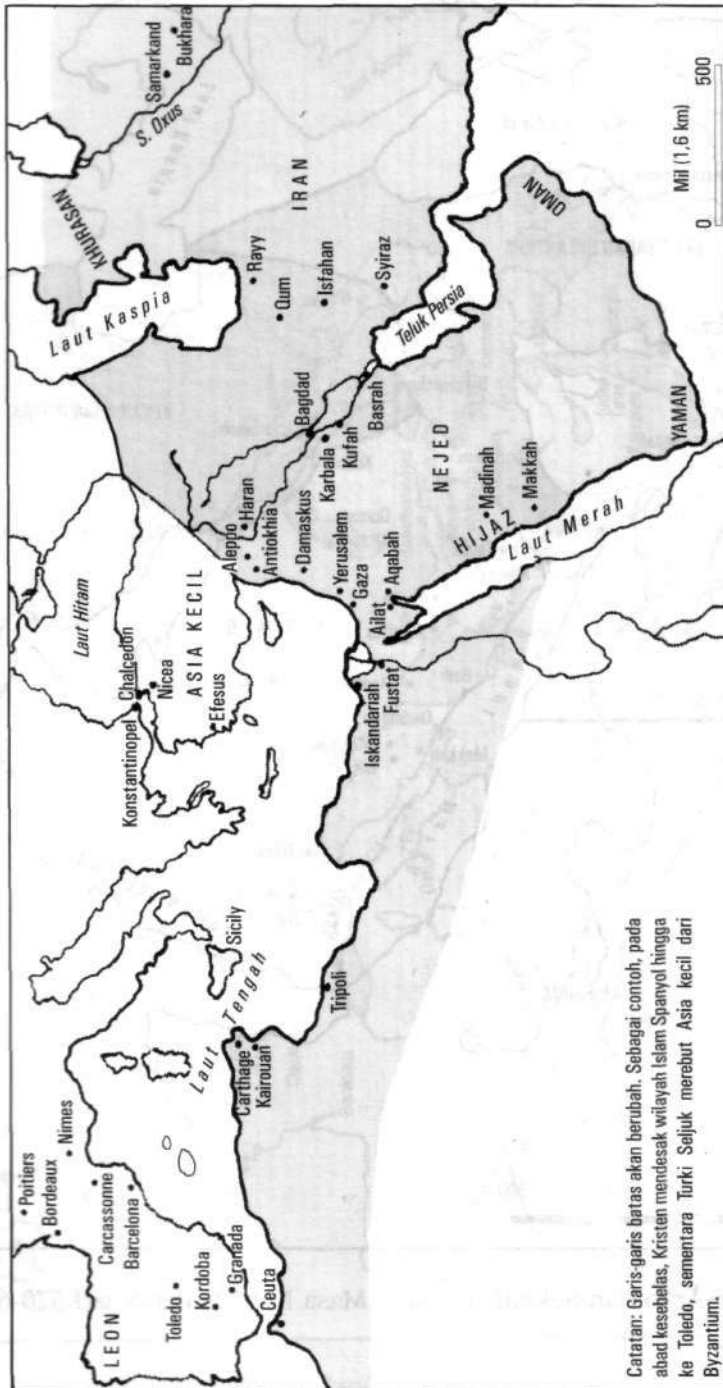 Poitiers
Bordeaux
Nimes
LEON
Carcassonne
Barcelona
Toledo
Kordoba
Granada
Ceuta
Laut Tengah
Sicily
Carthage
Kairouan
Tripoli
Konstantinopel
Chalcedon
Nicea
Efesus
ASIA KECIL
Laut Hitam
Iskandariah
Fustat
Aleppo
Haran
Antiokhia
Damaskus
Yerusalem
Gaza
Ailat
Aqabah
HIJAZ
Madinah
Makkah
Laut Merah
NEJED
YAMAN
OMAN
Bagdad
Karbala
Kufah
Basrah
Teluk Persia
Laut Kaspia
KHURASAN
Rayy
Qum
Isfahan
Syiraz
IRAN
S. Oxus
Samarkand
Bukhara
0 500
Mil (1.6 km)
Catatan: Garis-garis batas akan berubah. Sebagai contoh, pada
abad kesebelas, Kristen mendesak wilayah Islam Spanyol hingga
ke Toledo, sementara Turki Seljuk merebut Asia kecil dari
Byzantium.